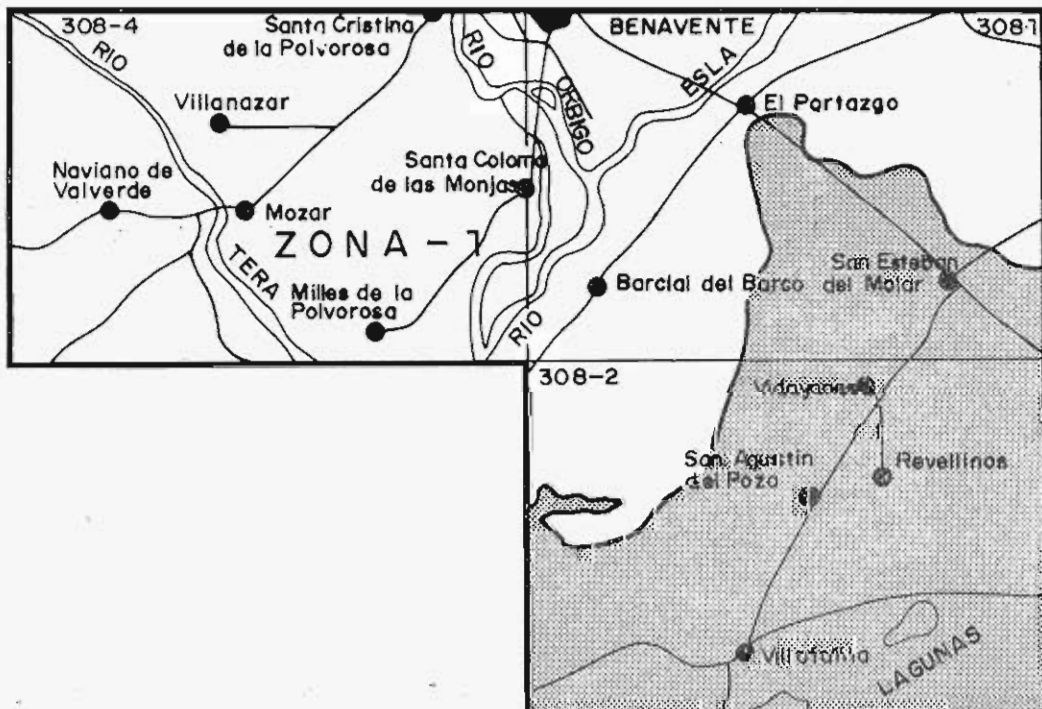 308-4
Santa Cristina
de la Polvorosa
RIO
BENAVENTE
308-1
RIO
ORBIGO
ESLA
El Portazgo
Villanazar
Naviano de
Valverde
Santa Coloma
de las Monjas
Mozar
ZONA-1
TERA
Milles de la
Polvorosa
RIO
Barcial del Barco
San Esteban
del Molar
308-2
San Agustin
del Pozo
Revellinos
LAGUNAS